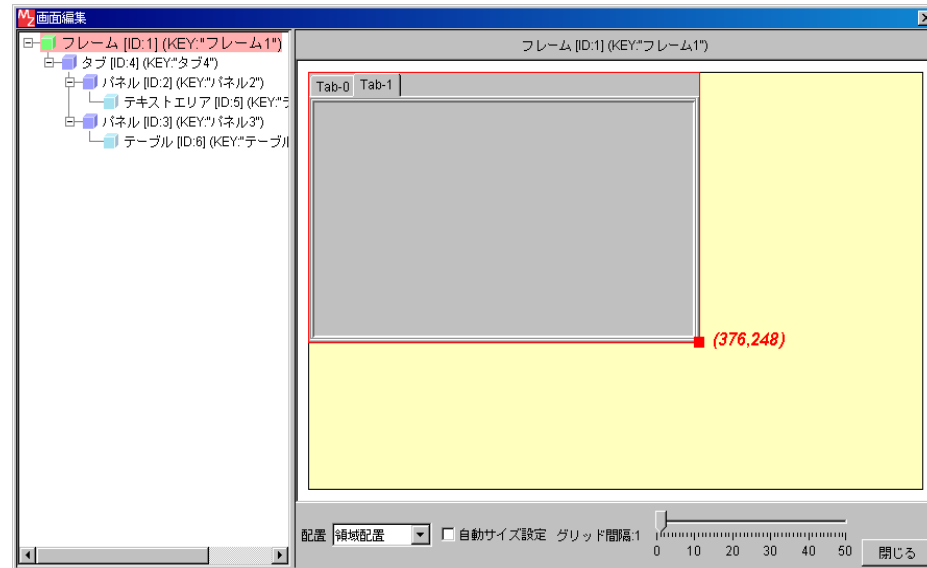 Mz画面編集
フレーム [ID:1] (KEY:"フレーム1")
タブ [ID:4] (KEY:"タブ4")
パネル [ID:2] (KEY:"パネル2")
テキストエリア [ID:5] (KEY:"テ
パネル [ID:3] (KEY:"パネル3")
テーブル [ID:6] (KEY:"テーブル
フレーム [ID:1] (KEY:"フレーム1")
Tab-0 Tab-1
(376,248)
配置 領域配置 自動サイズ設定 グリッド間隔:1
0 10 20 30 40 50
閉じる